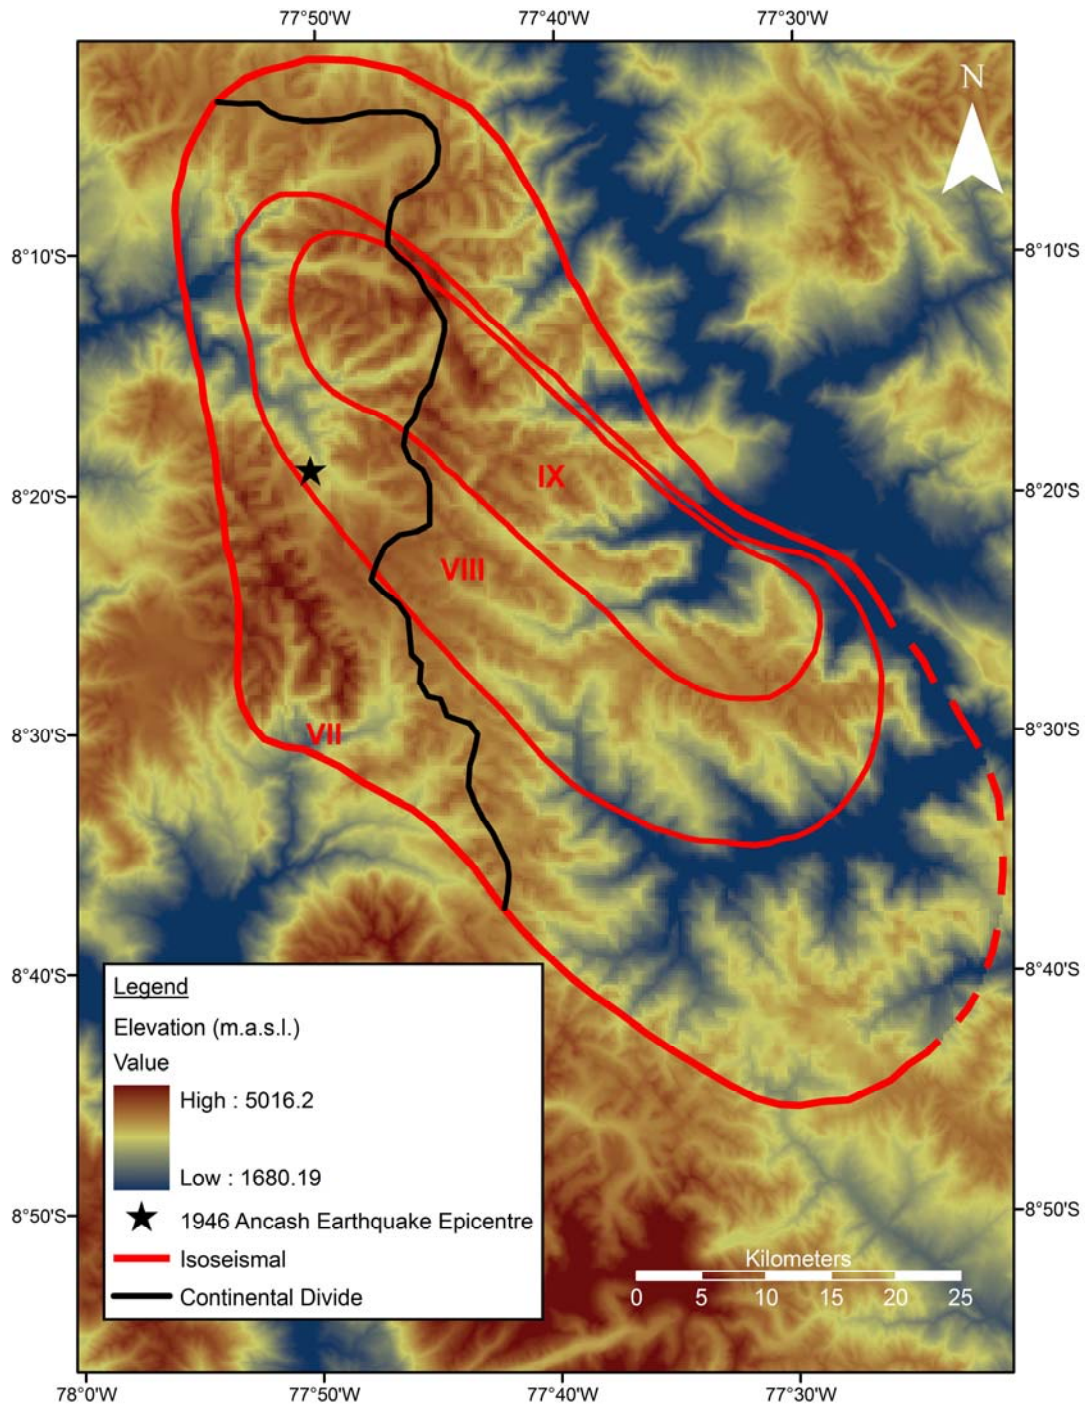 77°50'W 77°40'W 77°30'W
N
8°10'S 8°10'S
IX
8°20'S 8°20'S
VIII
8°30'S 8°30'S
VII
8°40'S 8°40'S
Legend
Elevation (m.a.s.l.)
Value
High : 5016.2
Low : 1680.19
1946 Ancash Earthquake Epicentre
Isoseismal
Continental Divide
8°50'S 8°50'S
Kilometers
0 5 10 15 20 25
78°0'W 77°50'W 77°40'W 77°30'W